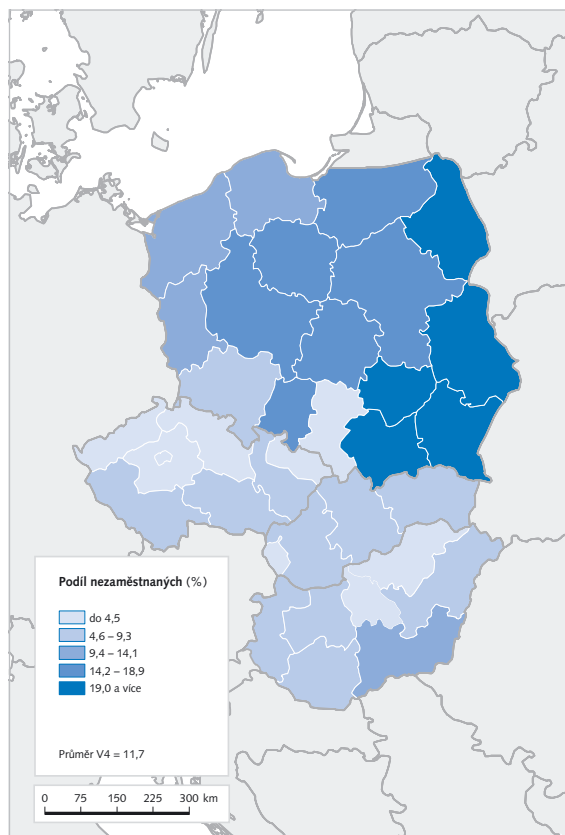 Podíl nezaměstnaných (%)
do 4,5
4,6 – 9,3
9,4 – 14,1
14,2 – 18,9
19,0 a více
Průměr V4 = 11,7
0 75 150 225 300 km